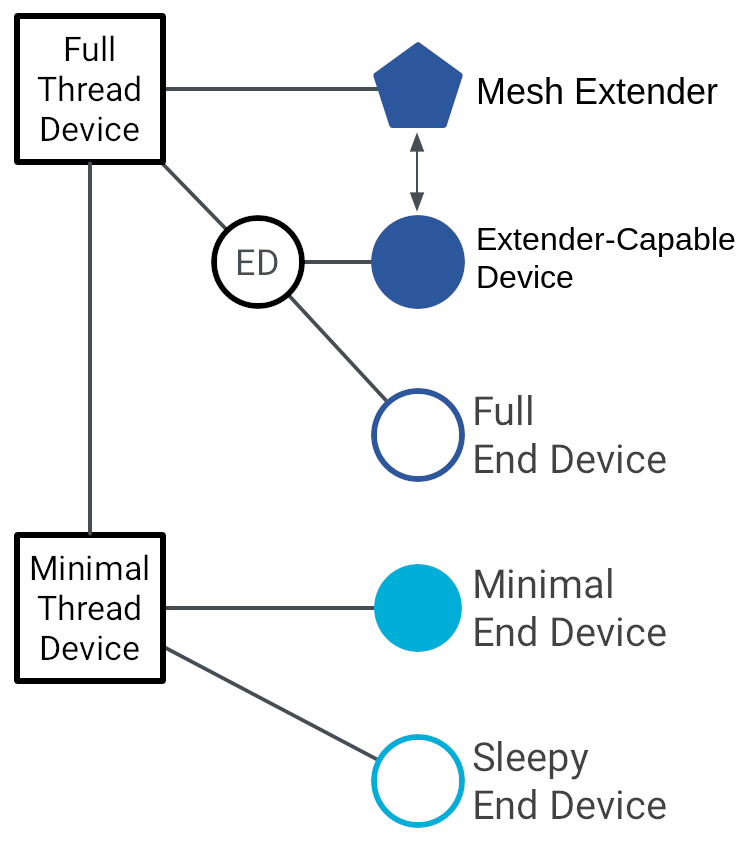 Full
Thread
Device
Mesh Extender
ED
Extender-Capable
Device
Full
End Device
Minimal
Thread
Device
Minimal
End Device
Sleepy
End Device